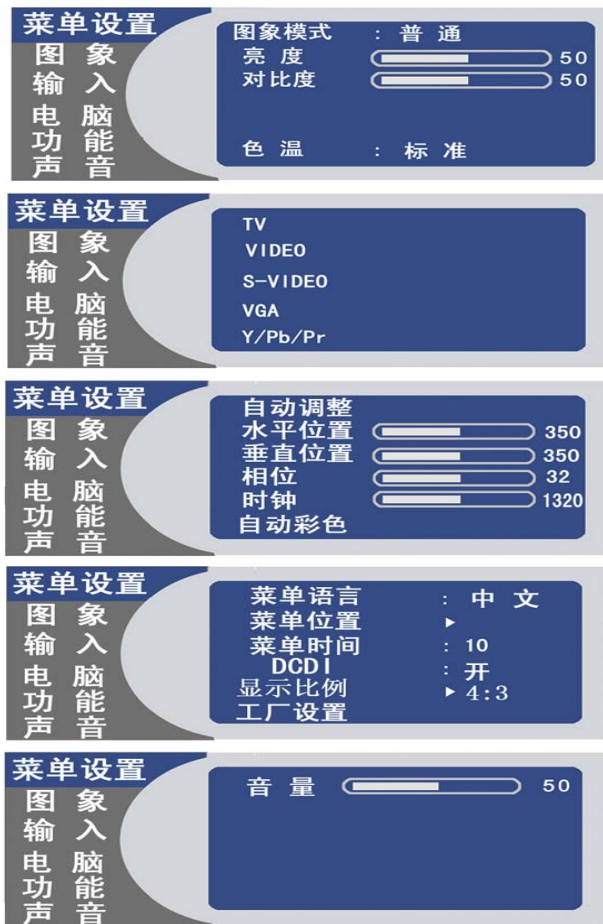 菜单设置
图 象
输 入
电 脑
功 能
声 音
图象模式 : 普 通
亮 度 50
对比度 50
色 温 : 标 准
菜单设置
图 象
输 入
电 脑
功 能
声 音
TV
VIDEO
S-VIDEO
VGA
Y/Pb/Pr
菜单设置
图 象
输 入
电 脑
功 能
声 音
自动调整
水平位置 350
垂直位置 350
相位 32
时钟 1320
自动彩色
菜单设置
图 象
输 入
电 脑
功 能
声 音
菜单语言 : 中 文
菜单位置 ▶
菜单时间 : 10
DCDI : 开
显示比例 ▶ 4:3
工厂设置
菜单设置
图 象
输 入
电 脑
功 能
声 音
音 量 50